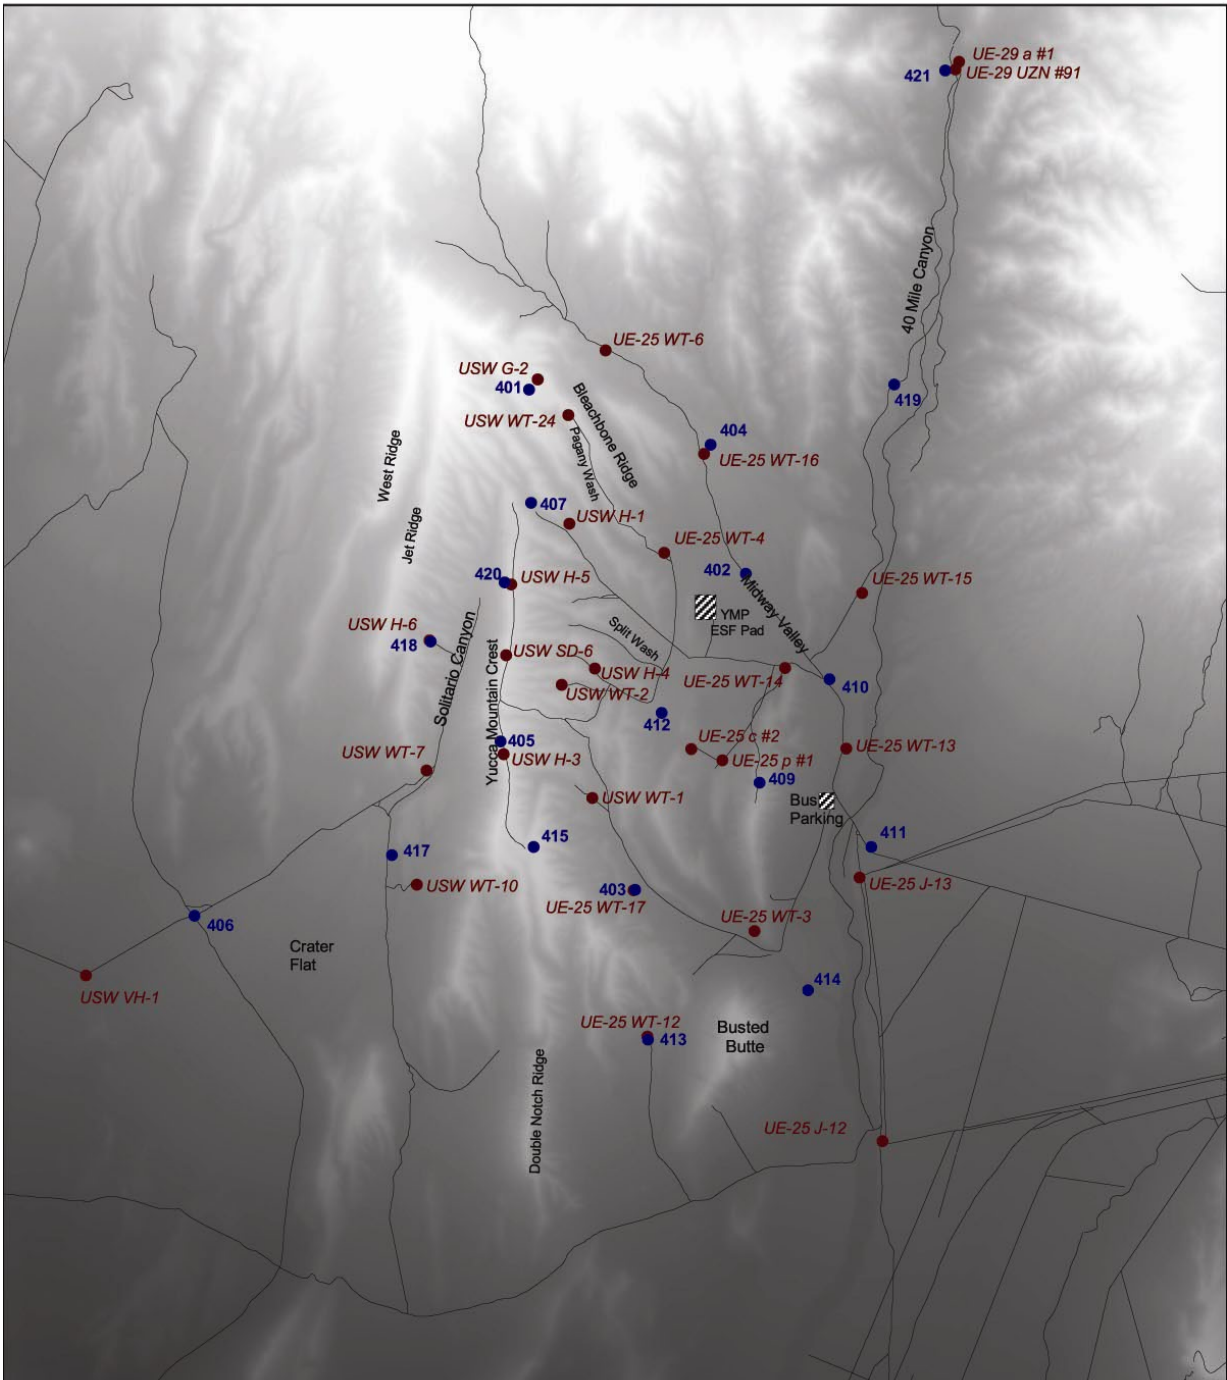 UE-29 a #1
421
UE-29 UZN #91
40 Mile Canyon
UE-25 WT-6
USW G-2
401
419
USW WT-24
Bleachbone Ridge
Pagany Wash
404
UE-25 WT-16
West Ridge
407
USW H-1
Jet Ridge
UE-25 WT-4
402
420
USW H-5
UE-25 WT-15
Midway Valley
YMP
ESF Pad
USW H-6
418
Solitario Canyon
Split Wash
USW SD-6
USW H-4
UE-25 WT-14
410
USW WT-2
412
Yucca Mountain Crest
405
UE-25 c #2
UE-25 WT-13
USW WT-7
USW H-3
UE-25 p #1
409
USW WT-1
Bus
Parking
411
415
417
USW WT-10
403
UE-25 J-13
UE-25 WT-17
406
UE-25 WT-3
Crater
Flat
414
USW VH-1
UE-25 WT-12
413
Busted
Butte
Double Notch Ridge
UE-25 J-12